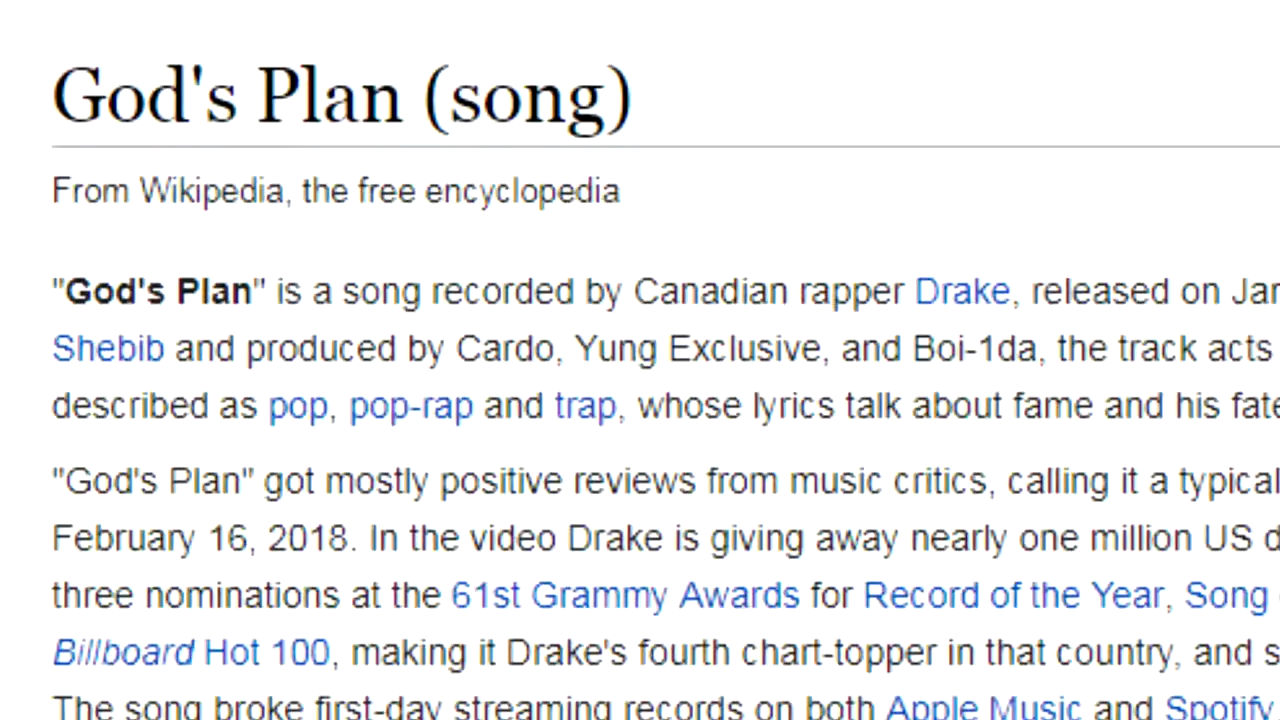 God's Plan (song)
From Wikipedia, the free encyclopedia
"God's Plan" is a song recorded by Canadian rapper Drake, released on Jan
Shebib and produced by Cardo, Yung Exclusive, and Boi-1da, the track acts
described as pop, pop-rap and trap, whose lyrics talk about fame and his fate
"God's Plan" got mostly positive reviews from music critics, calling it a typical
February 16, 2018. In the video Drake is giving away nearly one million US d
three nominations at the 61st Grammy Awards for Record of the Year, Song
Billboard Hot 100, making it Drake's fourth chart-topper in that country, and s
The song broke first-day streaming records on both Apple Music and Spotify